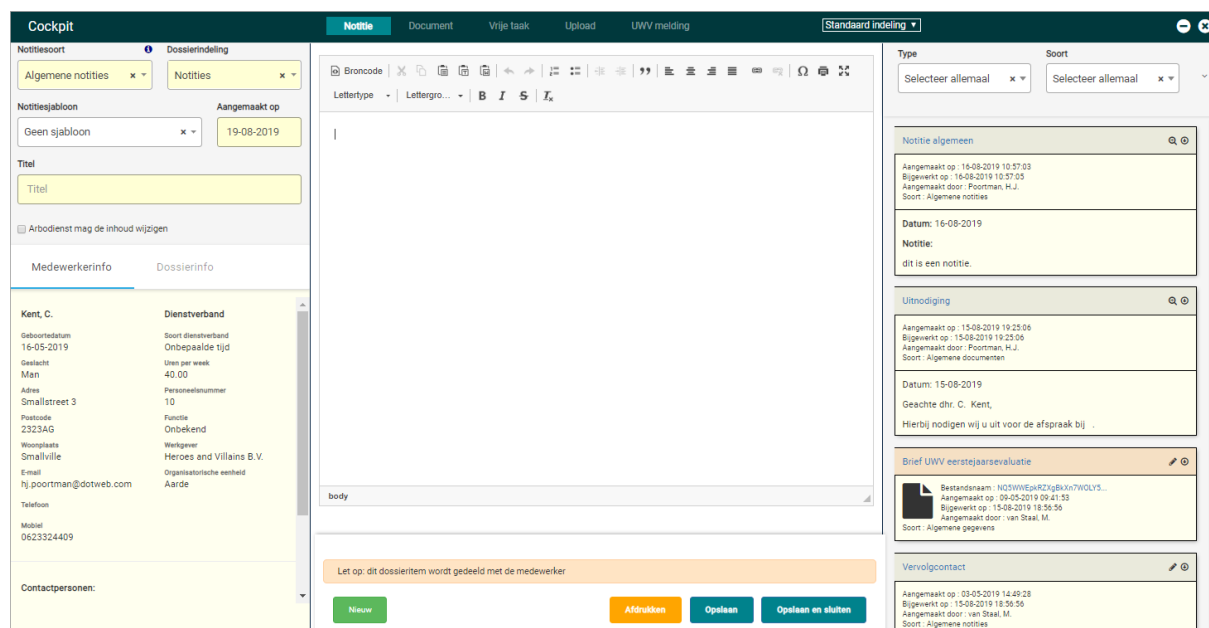 Cockpit
Notitie Document Vrije taak Upload UWV melding
Standaard indeling
Notitiesoort Dossierindeling
Algemene notities Notities
Notitiesjabloon Aangemaakt op
Geen sjabloon 19-08-2019
Titel
Titel
Arbodienst mag de inhoud wijzigen
Medewerkerinfo Dossierinfo
Kent, C. Dienstverband
Geboortedatum Soort dienstverband
16-05-2019 Onbepaalde tijd
Geslacht Uren per week
Man 40.00
Adres Personeelsnummer
Smallstreet 3 10
Postcode Functie
2323AG Onbekend
Woonplaats Werkgever
Smallville Heroes and Villains B.V.
E-mail Organisatorische eenheid
hj.poortman@dotweb.com Aarde
Telefoon
Mobiel
0623324409
Contactpersonen:
Broncode
Lettertype Lettergro... B I S Ix
body
Let op: dit dossieritem wordt gedeeld met de medewerker
Nieuw Afdrukken Opslaan Opslaan en sluiten
Type Soort
Selecteer allemaal Selecteer allemaal
Notitie algemeen
Aangemaakt op : 16-08-2019 10:57:03
Bijgewerkt op : 16-08-2019 10:57:05
Aangemaakt door : Poortman, H.J.
Soort : Algemene notities
Datum: 16-08-2019
Notitie:
dit is een notitie.
Uitnodiging
Aangemaakt op : 15-08-2019 19:25:06
Bijgewerkt op : 15-08-2019 19:25:06
Aangemaakt door : Poortman, H.J.
Soort : Algemene documenten
Datum: 15-08-2019
Geachte dhr. C. Kent,
Hierbij nodigen wij u uit voor de afspraak bij .
Brief UWV eerstejaarsevaluatie
Bestandsnaam : NQ5WWEpkRZXgBkXn7WOLY5...
Aangemaakt op : 09-05-2019 09:41:53
Bijgewerkt op : 15-08-2019 18:56:56
Aangemaakt door : van Staal, M.
Soort : Algemene gegevens
Vervolgcontact
Aangemaakt op : 03-05-2019 14:49:28
Bijgewerkt op : 15-08-2019 18:56:56
Aangemaakt door : van Staal, M.
Soort : Algemene notities